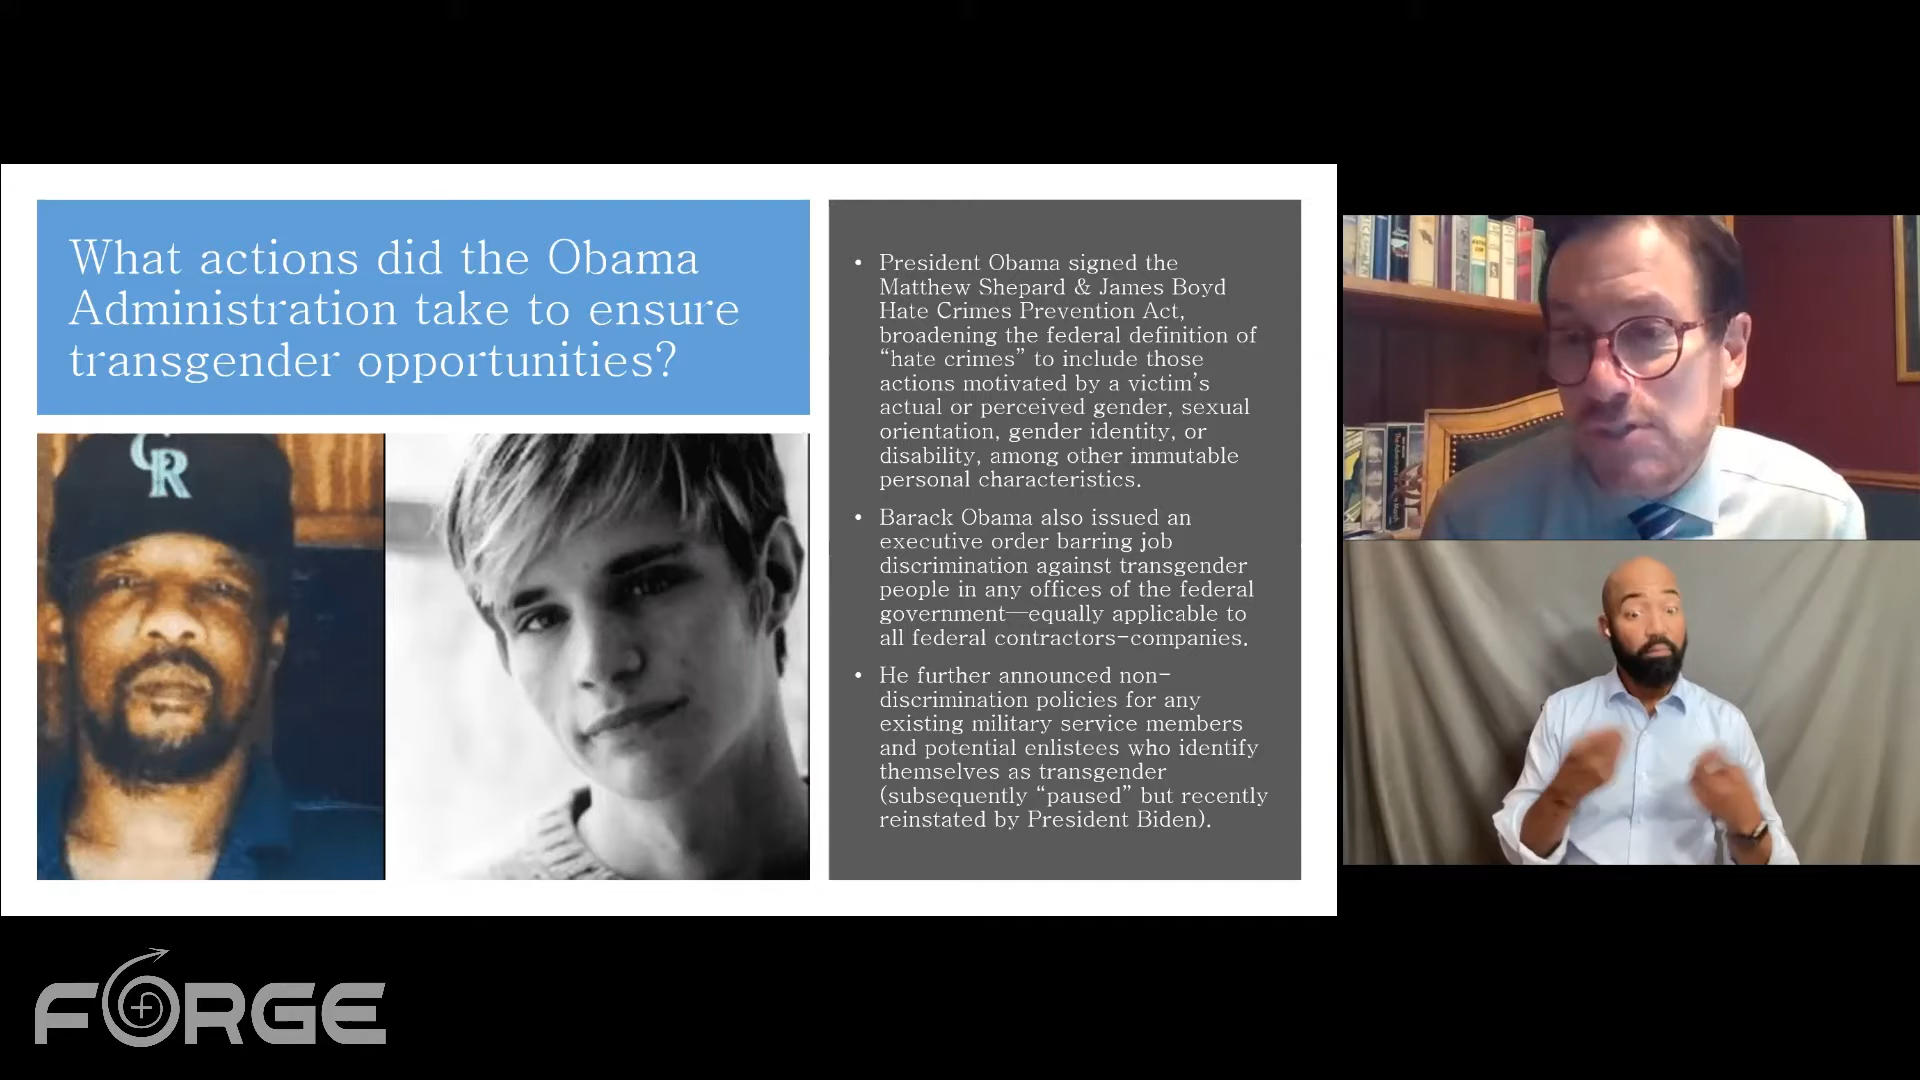 What actions did the Obama
Administration take to ensure
transgender opportunities?
CR
• President Obama signed the
Matthew Shepard & James Boyd
Hate Crimes Prevention Act,
broadening the federal definition of
“hate crimes” to include those
actions motivated by a victim’s
actual or perceived gender, sexual
orientation, gender identity, or
disability, among other immutable
personal characteristics.
• Barack Obama also issued an
executive order barring job
discrimination against transgender
people in any offices of the federal
government—equally applicable to
all federal contractors-companies.
• He further announced non-
discrimination policies for any
existing military service members
and potential enlistees who identify
themselves as transgender
(subsequently “paused” but recently
reinstated by President Biden).
FORGE